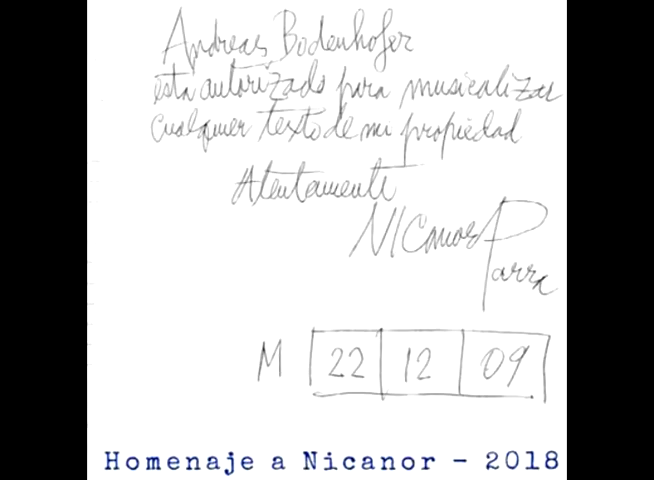 Andreas Bodenhofer
esta autorizado para musicalizar
cualquier texto de mi propiedad
Atentamente
Nicanor Parra
M 22 12 09
Homenaje a Nicanor - 2018